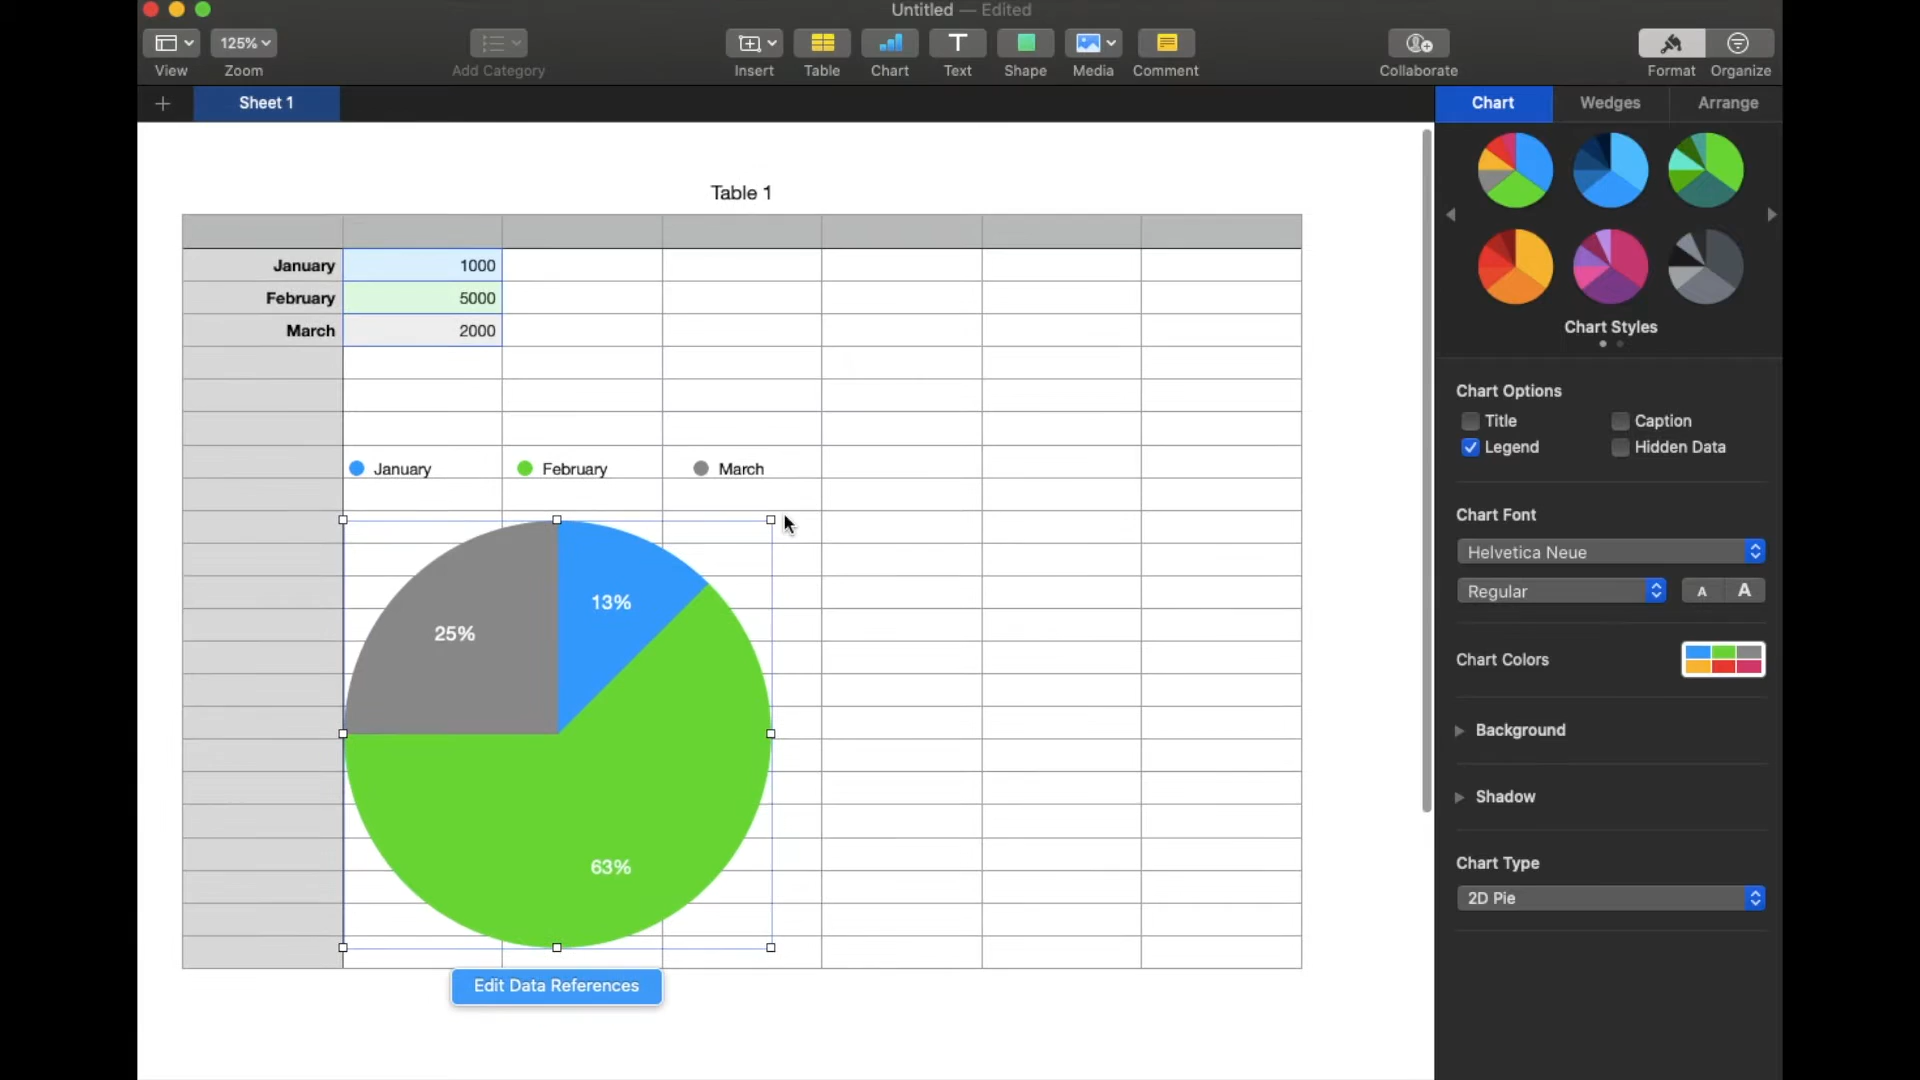 Untitled — Edited
125%
View
Zoom
Add Category
Insert
Table
Chart
Text
Shape
Media
Comment
Collaborate
Format
Organize
Sheet 1
Chart
Wedges
Arrange
Table 1
January 1000
February 5000
March 2000
January
February
March
13%
25%
63%
Edit Data References
Chart Styles
Chart Options
Title
Caption
Legend
Hidden Data
Chart Font
Helvetica Neue
Regular
A A
Chart Colors
Background
Shadow
Chart Type
2D Pie